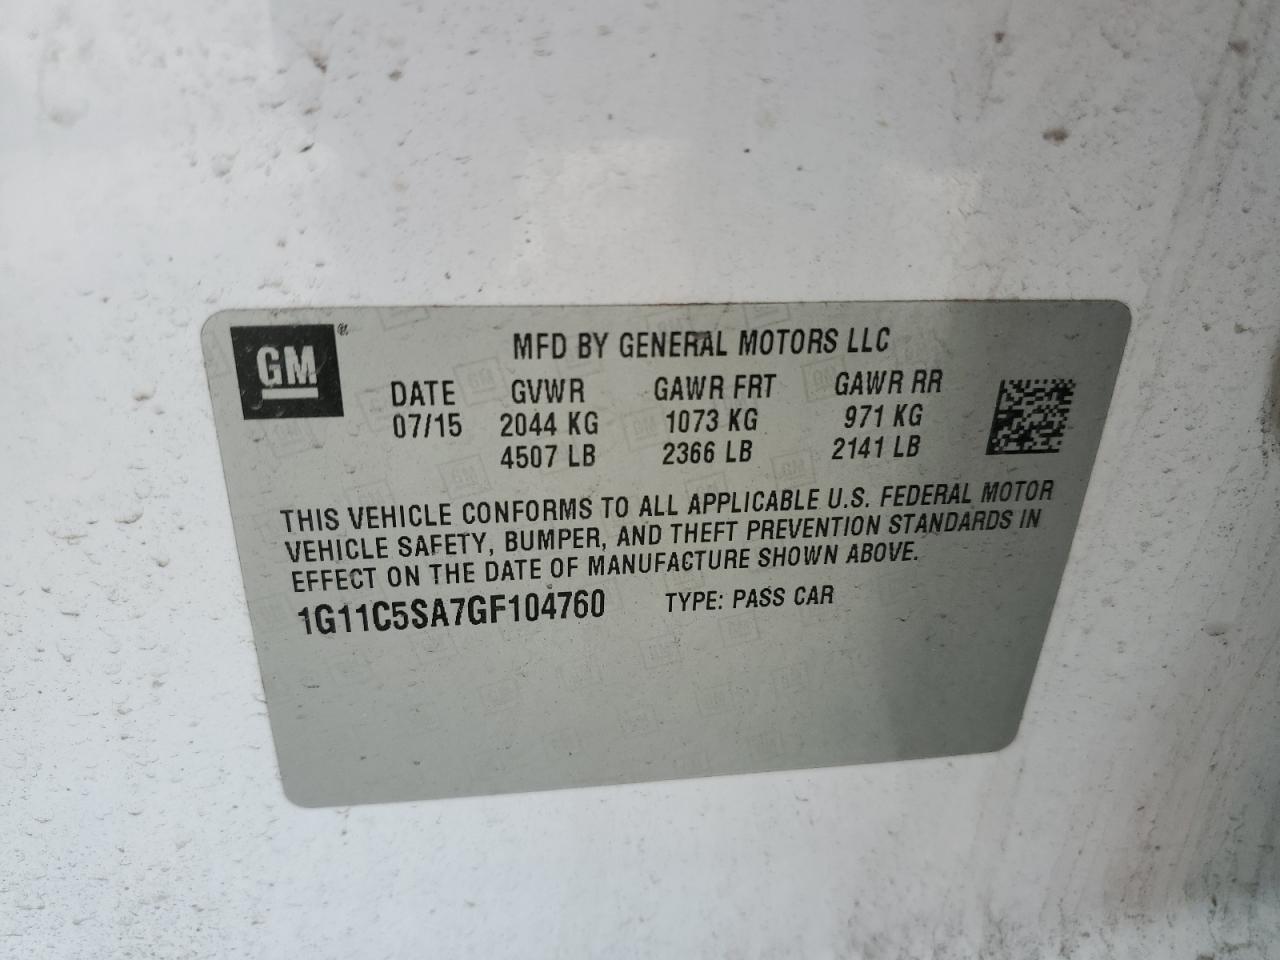 GM ®
MFD BY GENERAL MOTORS LLC
DATE GVWR GAWR FRT GAWR RR
07/15 2044 KG 1073 KG 971 KG
4507 LB 2366 LB 2141 LB
THIS VEHICLE CONFORMS TO ALL APPLICABLE U.S. FEDERAL MOTOR
VEHICLE SAFETY, BUMPER, AND THEFT PREVENTION STANDARDS IN
EFFECT ON THE DATE OF MANUFACTURE SHOWN ABOVE.
1G11C5SA7GF104760 TYPE: PASS CAR